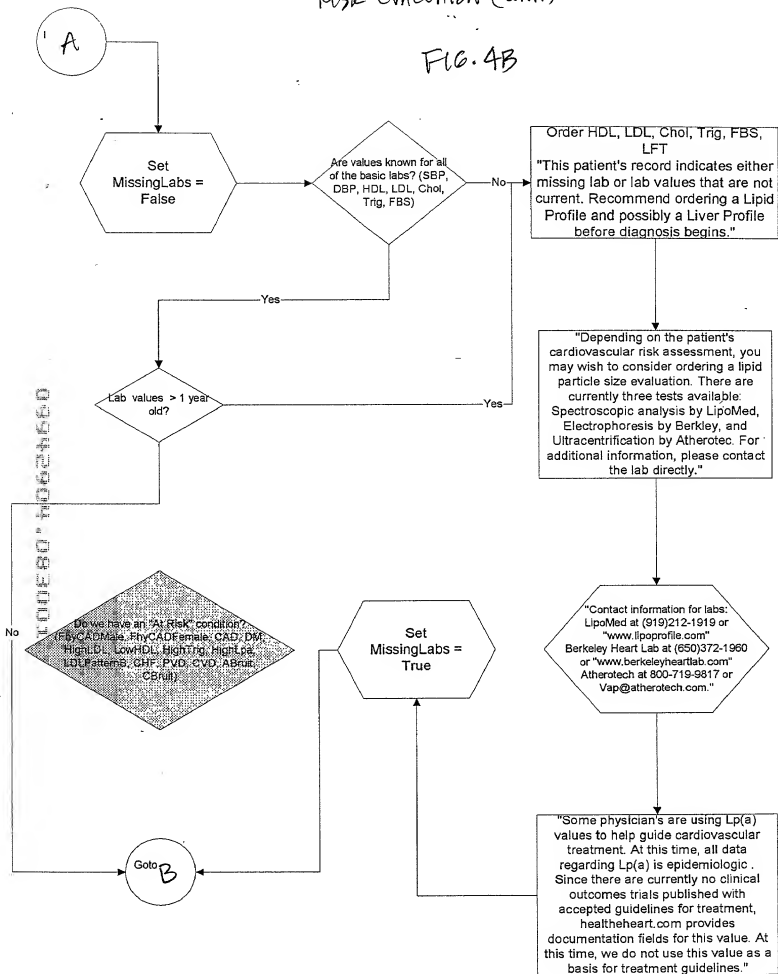 RISK EVALUATION (CONT.)
FIG. 4B
A
Set
MissingLabs =
False
Are values known for all
of the basic labs? (SBP,
DBP, HDL, LDL, Chol,
Trig, FBS)
No
Order HDL, LDL, Chol, Trig, FBS,
LFT
"This patient's record indicates either
missing lab or lab values that are not
current. Recommend ordering a Lipid
Profile and possibly a Liver Profile
before diagnosis begins."
Yes
Lab values > 1 year
old?
Yes
"Depending on the patient's
cardiovascular risk assessment, you
may wish to consider ordering a lipid
particle size evaluation. There are
currently three tests available:
Spectroscopic analysis by LipoMed,
Electrophoresis by Berkley, and
Ultracentrification by Atherotec. For
additional information, please contact
the lab directly."
No
Do we have an "At Risk" condition?
(FhyCADMale, FhyCADFemale, CAD, DM,
HighLDL, LowHDL, HighTrig, HighLpa,
LDLPatternB, CHF, PVD, CVD, ABruit,
CBruit)
Set
MissingLabs =
True
"Contact information for labs:
LipoMed at (919)212-1919 or
"www.lipoprofile.com"
Berkeley Heart Lab at (650)372-1960
or "www.berkeleyheartlab.com"
Atherotech at 800-719-9817 or
Vap@atherotech.com."
Goto B
"Some physician's are using Lp(a)
values to help guide cardiovascular
treatment. At this time, all data
regarding Lp(a) is epidemiologic .
Since there are currently no clinical
outcomes trials published with
accepted guidelines for treatment,
healtheheart.com provides
documentation fields for this value. At
this time, we do not use this value as a
basis for treatment guidelines."